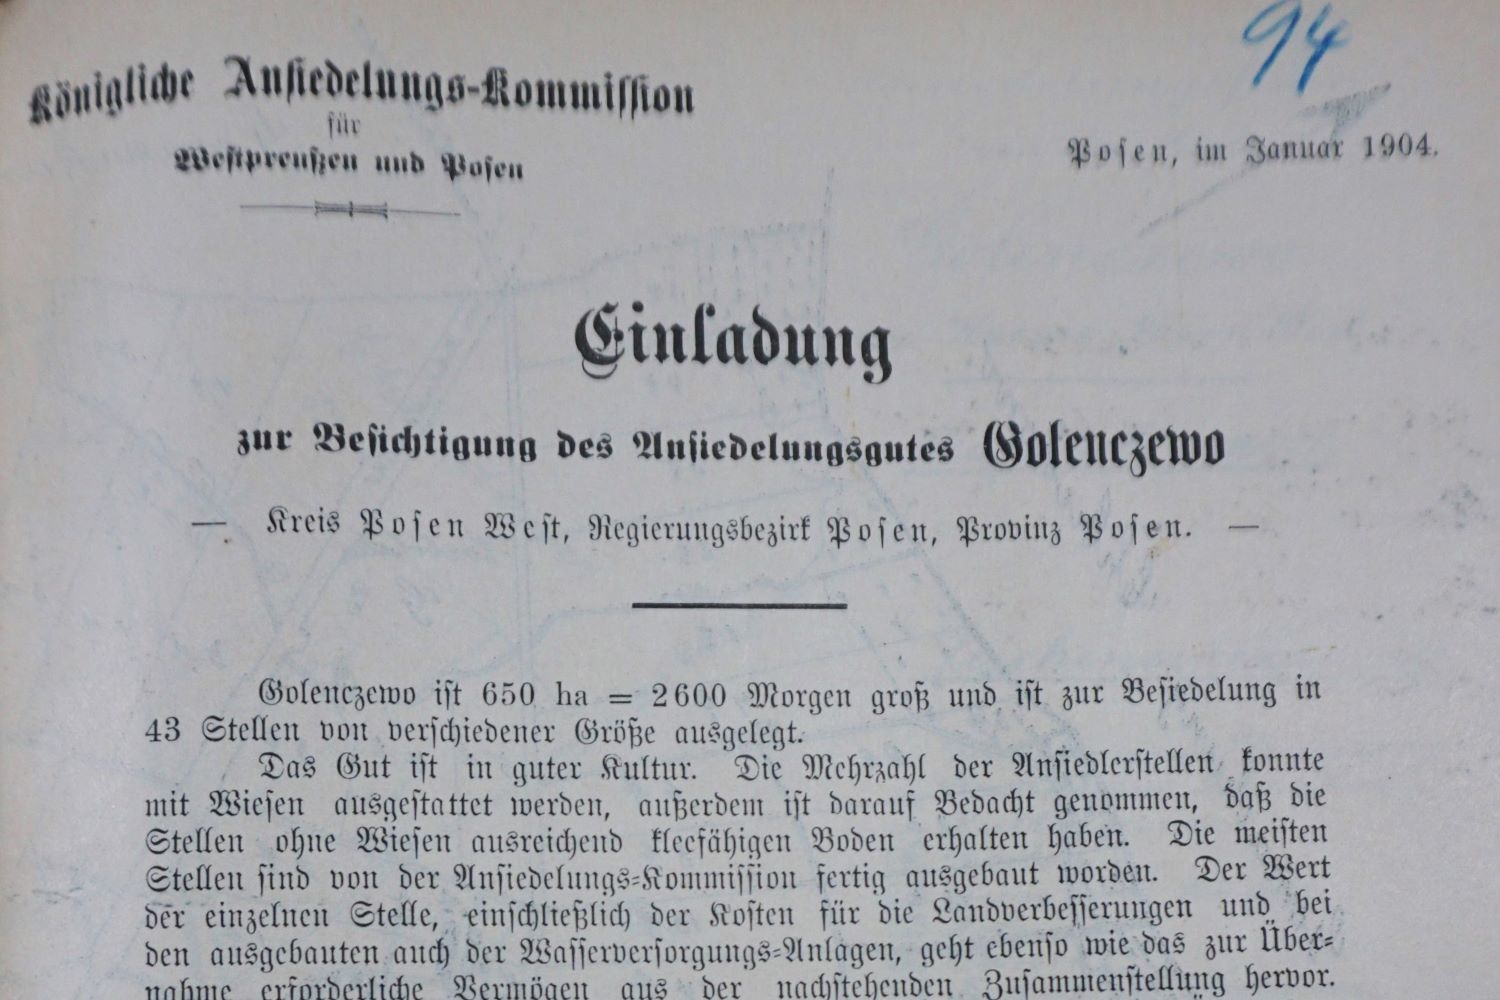 94
Königliche Ansiedelungs-Kommission
für
Westpreußen und Posen
Posen, im Januar 1904.
Einladung
zur Besichtigung des Ansiedelungsgutes Golenczewo
— Kreis Posen West, Regierungsbezirk Posen, Provinz Posen. —
Golenczewo ist 650 ha = 2600 Morgen groß und ist zur Besiedelung in
43 Stellen von verschiedener Größe ausgelegt.
Das Gut ist in guter Kultur. Die Mehrzahl der Ansiedlerstellen konnte
mit Wiesen ausgestattet werden, außerdem ist darauf Bedacht genommen, daß die
Stellen ohne Wiesen ausreichend kleefähigen Boden erhalten haben. Die meisten
Stellen sind von der Ansiedelungs-Kommission fertig ausgebaut worden. Der Wert
der einzelnen Stelle, einschließlich der Kosten für die Landverbesserungen und bei
den ausgebauten auch der Wasserversorgungs-Anlagen, geht ebenso wie das zur Über-
nahme erforderliche Vermögen aus der nachstehenden Zusammenstellung hervor.